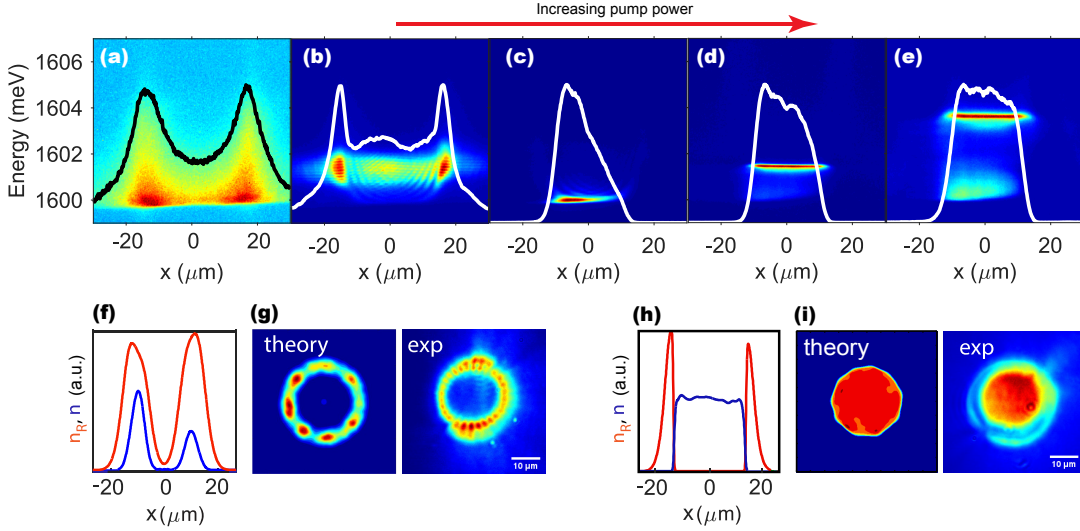 Increasing pump power
(a) (b) (c) (d) (e)
Energy (meV)
1606
1604
1602
1600
-20 0 20 -20 0 20 -20 0 20 -20 0 20 -20 0 20
x (μm) x (μm) x (μm) x (μm) x (μm)
(f) (g) (h) (i)
theory exp theory exp
n_R, n (a.u.) n_R, n (a.u.)
10 μm 10 μm
-20 0 20 -20 0 20
x (μm) x (μm)